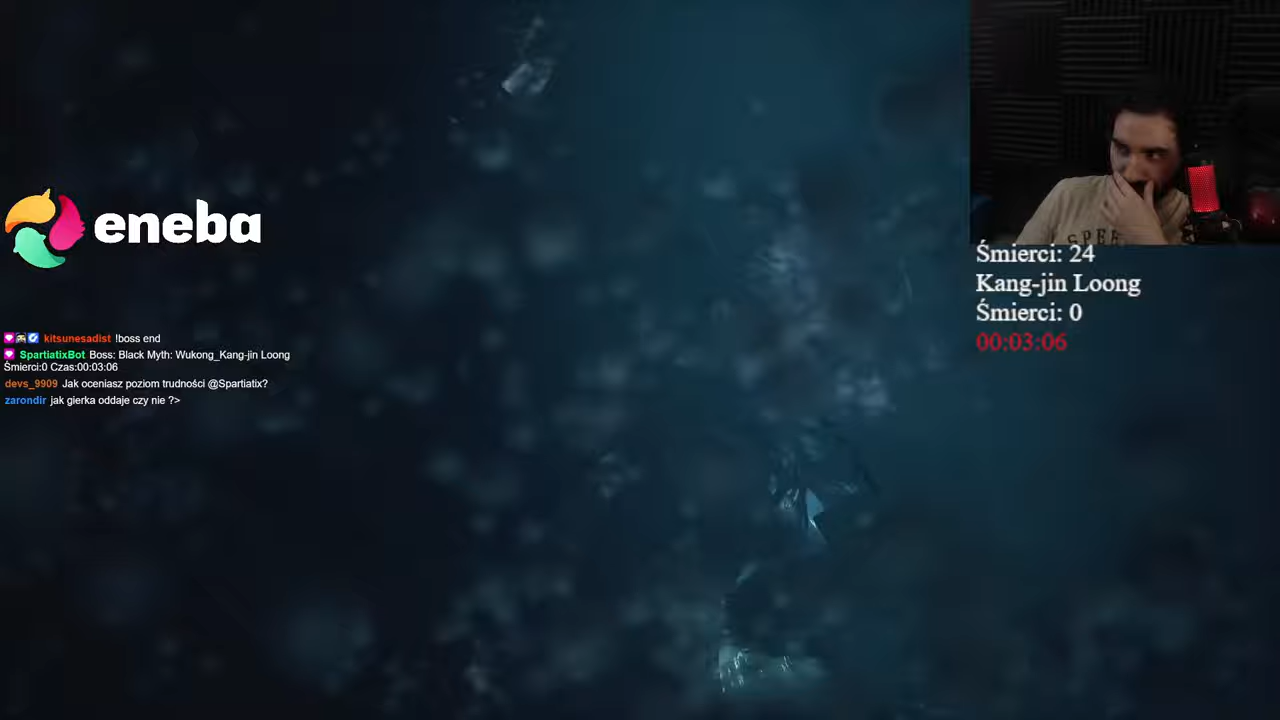 eneba
kitsunesadist !boss end
SpartiatixBot Boss: Black Myth: Wukong_Kang-jin Loong
Śmierci:0 Czas:00:03:06
devs_9909 Jak oceniasz poziom trudności @Spartiatix?
zarondir jak gierka oddaje czy nie ?>
Śmierci: 24
Kang-jin Loong
Śmierci: 0
00:03:06